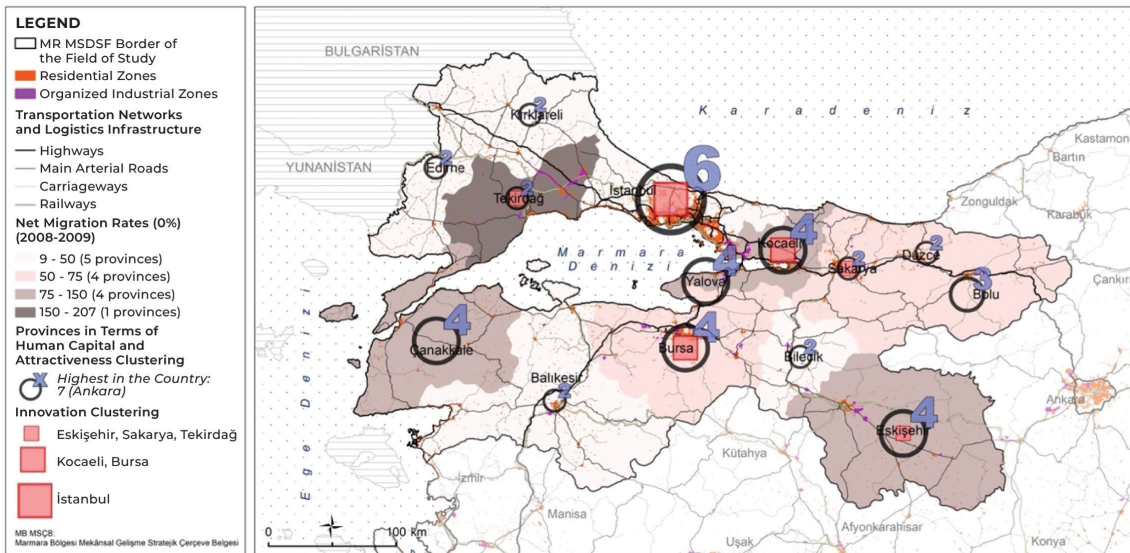 LEGEND
MR MSDSF Border of
the Field of Study
Residential Zones
Organized Industrial Zones
Transportation Networks
and Logistics Infrastructure
Highways
Main Arterial Roads
Carriageways
Railways
Net Migration Rates (0%)
(2008-2009)
9 - 50 (5 provinces)
50 - 75 (4 provinces)
75 - 150 (4 provinces)
150 - 207 (1 provinces)
Provinces in Terms of
Human Capital and
Attractiveness Clustering
X
Highest in the Country:
7 (Ankara)
Innovation Clustering
Eskişehir, Sakarya, Tekirdağ
Kocaeli, Bursa
İstanbul
MB MSÇB:
Marmara Bölgesi Mekânsal Gelişme Stratejik Çerçeve Belgesi
BULGARİSTAN
YUNANİSTAN
Karadeniz
Marmara
Denizi
Ege Denizi
2
Kırklareli
2
Edirne
2
Tekirdağ
6
İstanbul
4
Kocaeli
4
Yalova
2
Sakarya
2
Düzce
3
Bolu
4
Çanakkale
4
Bursa
2
Bilecik
2
Balıkesir
4
Eskişehir
Kastamon
Bartın
Zonguldak
Karabük
Çankır
Ankara
Kütahya
İzmir
Manisa
Uşak
Afyonkarahisar
Konya
0
100 km